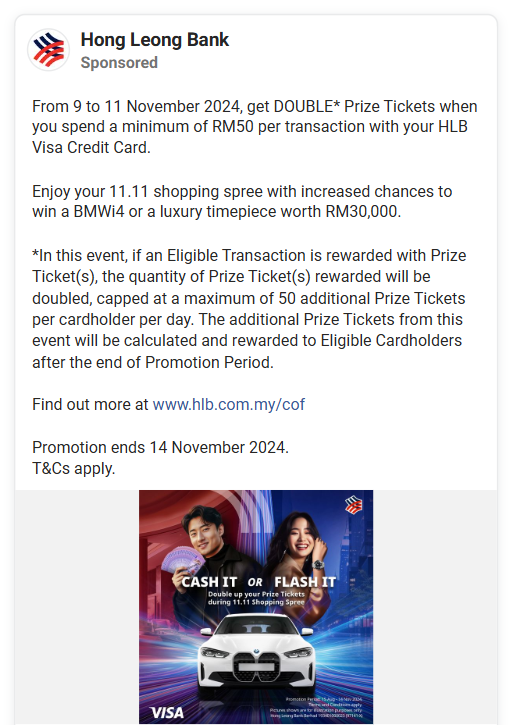 Hong Leong Bank
Sponsored
From 9 to 11 November 2024, get DOUBLE* Prize Tickets when
you spend a minimum of RM50 per transaction with your HLB
Visa Credit Card.
Enjoy your 11.11 shopping spree with increased chances to
win a BMWi4 or a luxury timepiece worth RM30,000.
*In this event, if an Eligible Transaction is rewarded with Prize
Ticket(s), the quantity of Prize Ticket(s) rewarded will be
doubled, capped at a maximum of 50 additional Prize Tickets
per cardholder per day. The additional Prize Tickets from this
event will be calculated and rewarded to Eligible Cardholders
after the end of Promotion Period.
Find out more at www.hlb.com.my/cof
Promotion ends 14 November 2024.
T&Cs apply.
CASH IT OR FLASH IT
Double up your Prize Tickets
during 11.11 Shopping Spree
VISA
Terms and Conditions apply.
Pictures shown are for illustration purposes only.
Hong Leong Bank Berhad